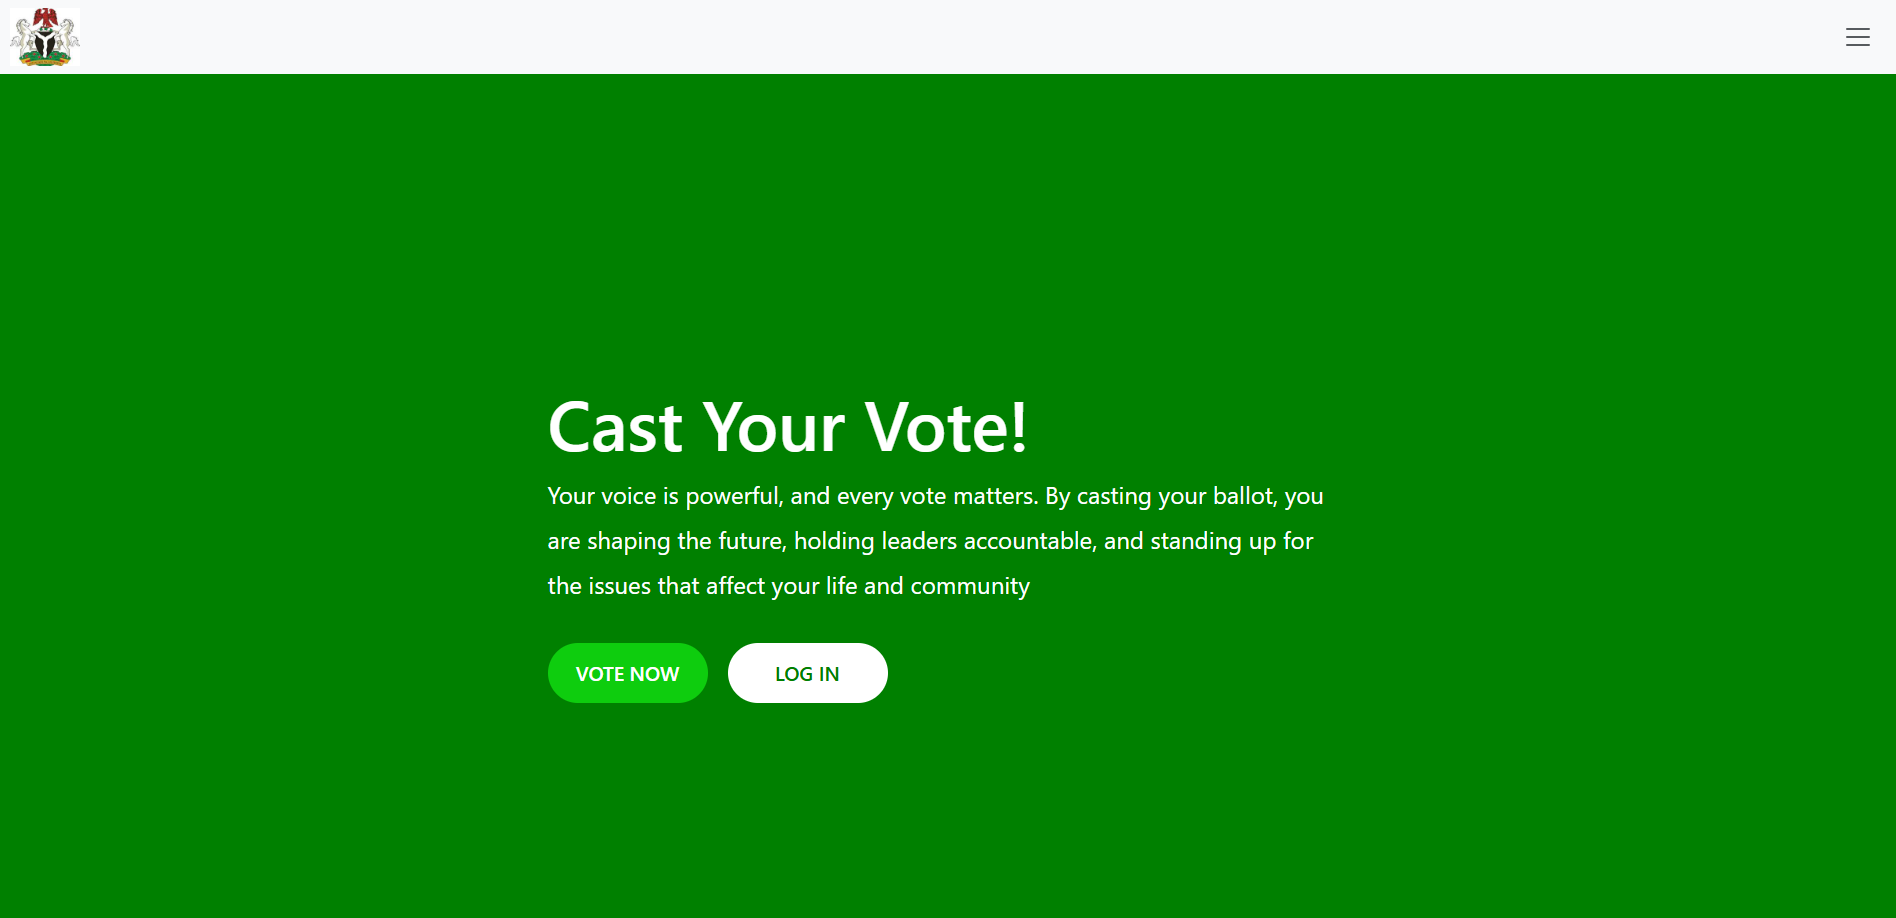 Cast Your Vote!
Your voice is powerful, and every vote matters. By casting your ballot, you
are shaping the future, holding leaders accountable, and standing up for
the issues that affect your life and community
VOTE NOW
LOG IN